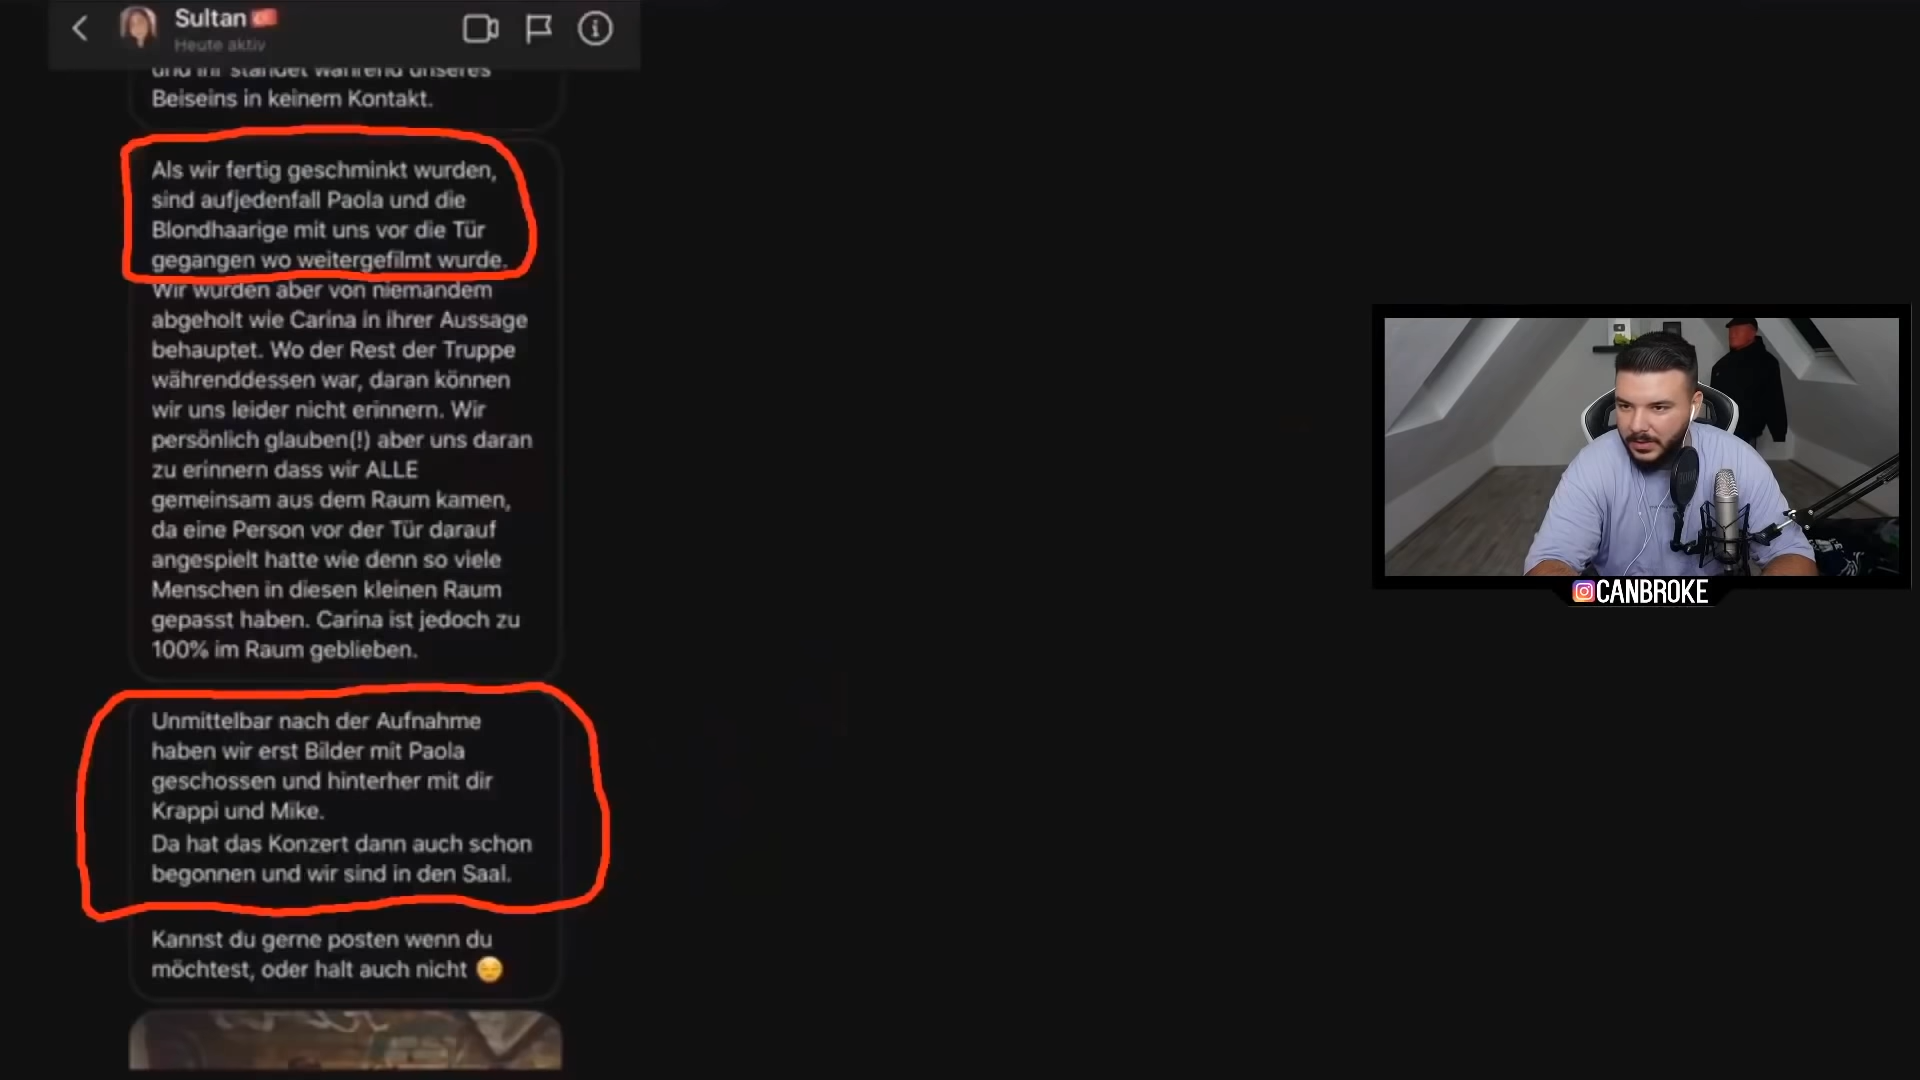 Sultan
Heute aktiv
und ihr standet während unseres
Beiseins in keinem Kontakt.
Als wir fertig geschminkt wurden,
sind aufjedenfall Paola und die
Blondhaarige mit uns vor die Tür
gegangen wo weitergefilmt wurde.
Wir wurden aber von niemandem
abgeholt wie Carina in ihrer Aussage
behauptet. Wo der Rest der Truppe
währenddessen war, daran können
wir uns leider nicht erinnern. Wir
persönlich glauben(!) aber uns daran
zu erinnern dass wir ALLE
gemeinsam aus dem Raum kamen,
da eine Person vor der Tür darauf
angespielt hatte wie denn so viele
Menschen in diesen kleinen Raum
gepasst haben. Carina ist jedoch zu
100% im Raum geblieben.
Unmittelbar nach der Aufnahme
haben wir erst Bilder mit Paola
geschossen und hinterher mit dir
Krappi und Mike.
Da hat das Konzert dann auch schon
begonnen und wir sind in den Saal.
Kannst du gerne posten wenn du
möchtest, oder halt auch nicht 😑
CANBROKE